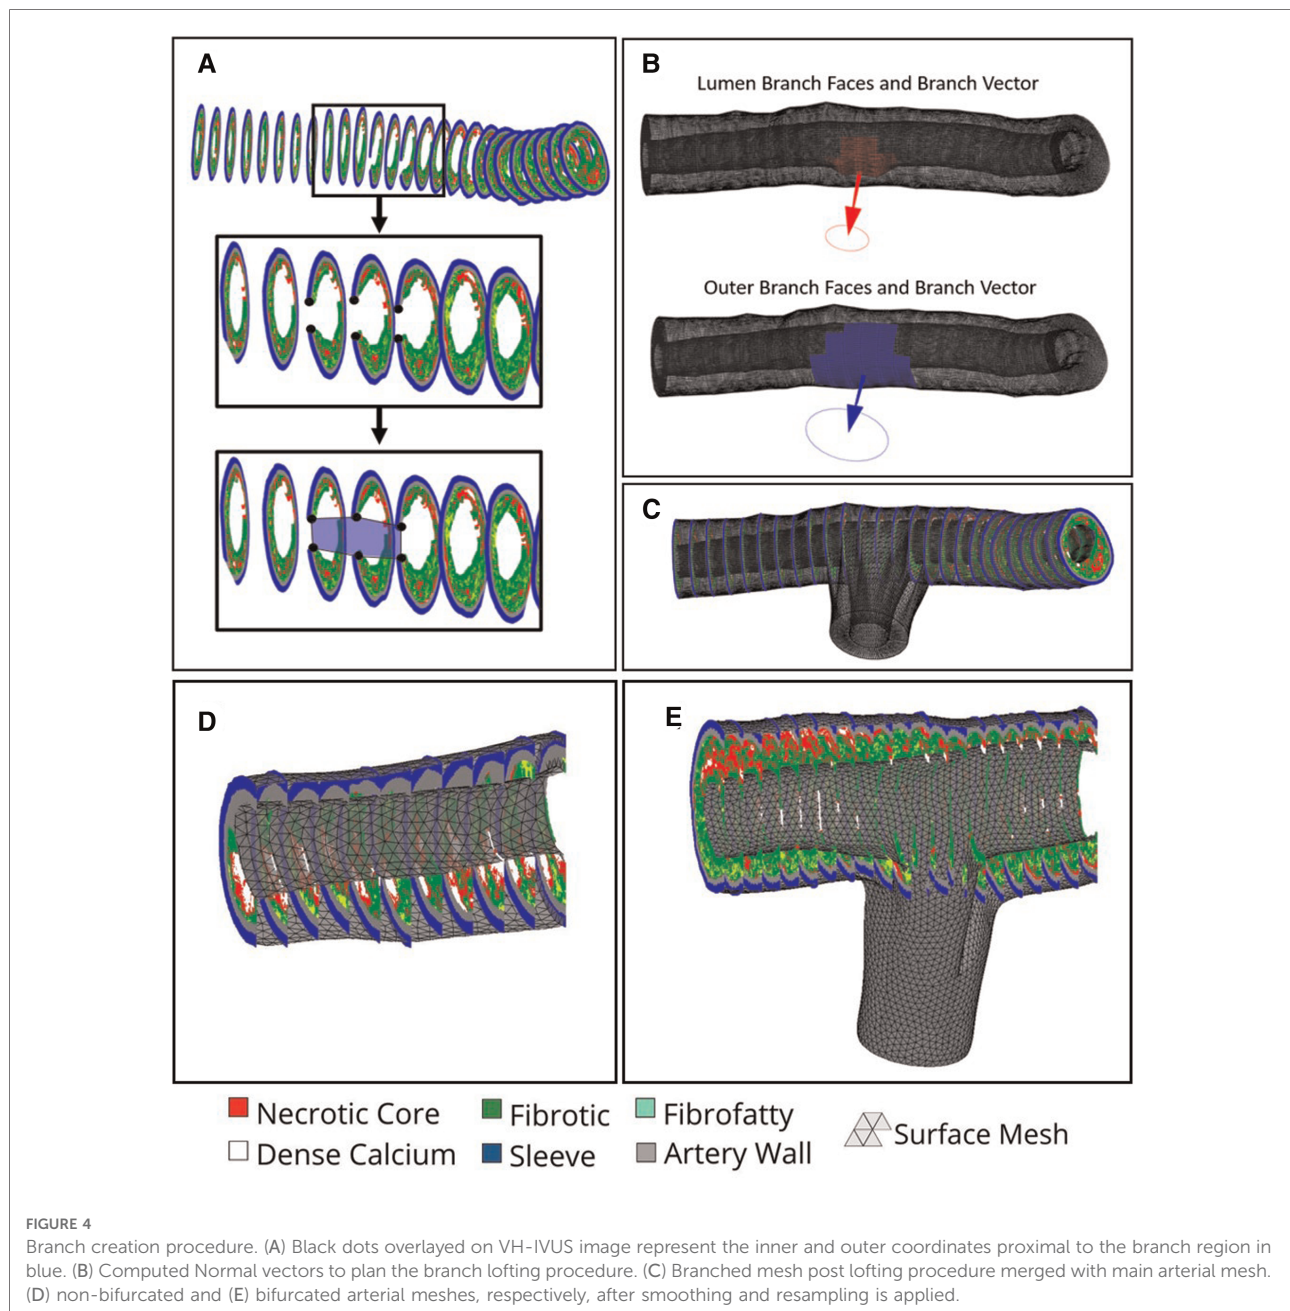 A
B
Lumen Branch Faces and Branch Vector
Outer Branch Faces and Branch Vector
C
D
E
Necrotic Core
Fibrotic
Fibrofatty
Surface Mesh
Dense Calcium
Sleeve
Artery Wall
FIGURE 4
Branch creation procedure. (A) Black dots overlayed on VH-IVUS image represent the inner and outer coordinates proximal to the branch region in
blue. (B) Computed Normal vectors to plan the branch lofting procedure. (C) Branched mesh post lofting procedure merged with main arterial mesh.
(D) non-bifurcated and (E) bifurcated arterial meshes, respectively, after smoothing and resampling is applied.